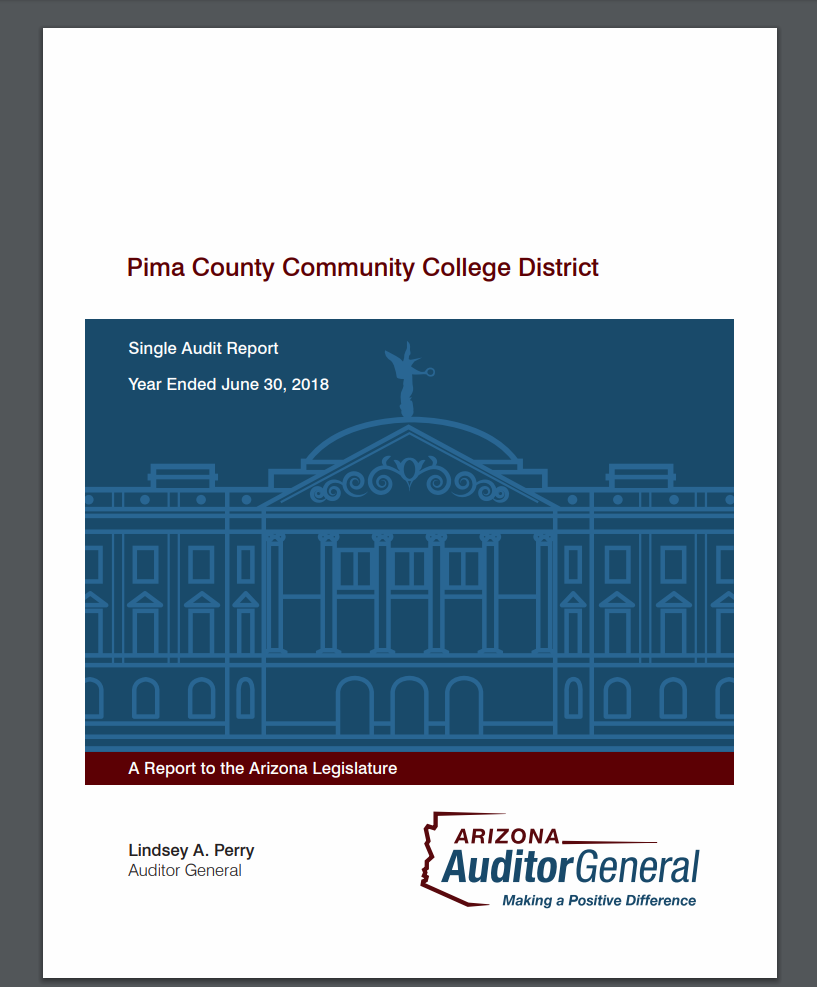 Pima County Community College District
Single Audit Report
Year Ended June 30, 2018
A Report to the Arizona Legislature
Lindsey A. Perry
Auditor General
ARIZONA
AuditorGeneral
Making a Positive Difference